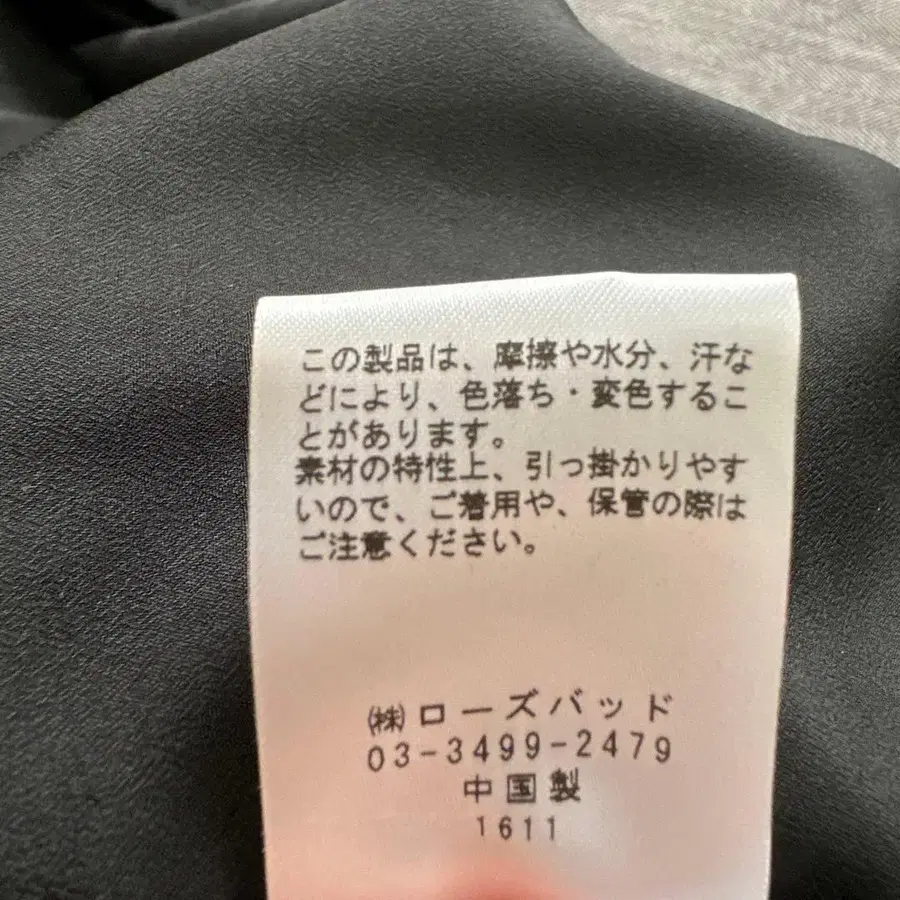 この製品は、摩擦や水分、汗な
どにより、色落ち・変色するこ
とがあります。
素材の特性上、引っ掛かりやす
いので、ご着用や、保管の際は
ご注意ください。
㈱ローズバッド
03-3499-2479
中国製
1611